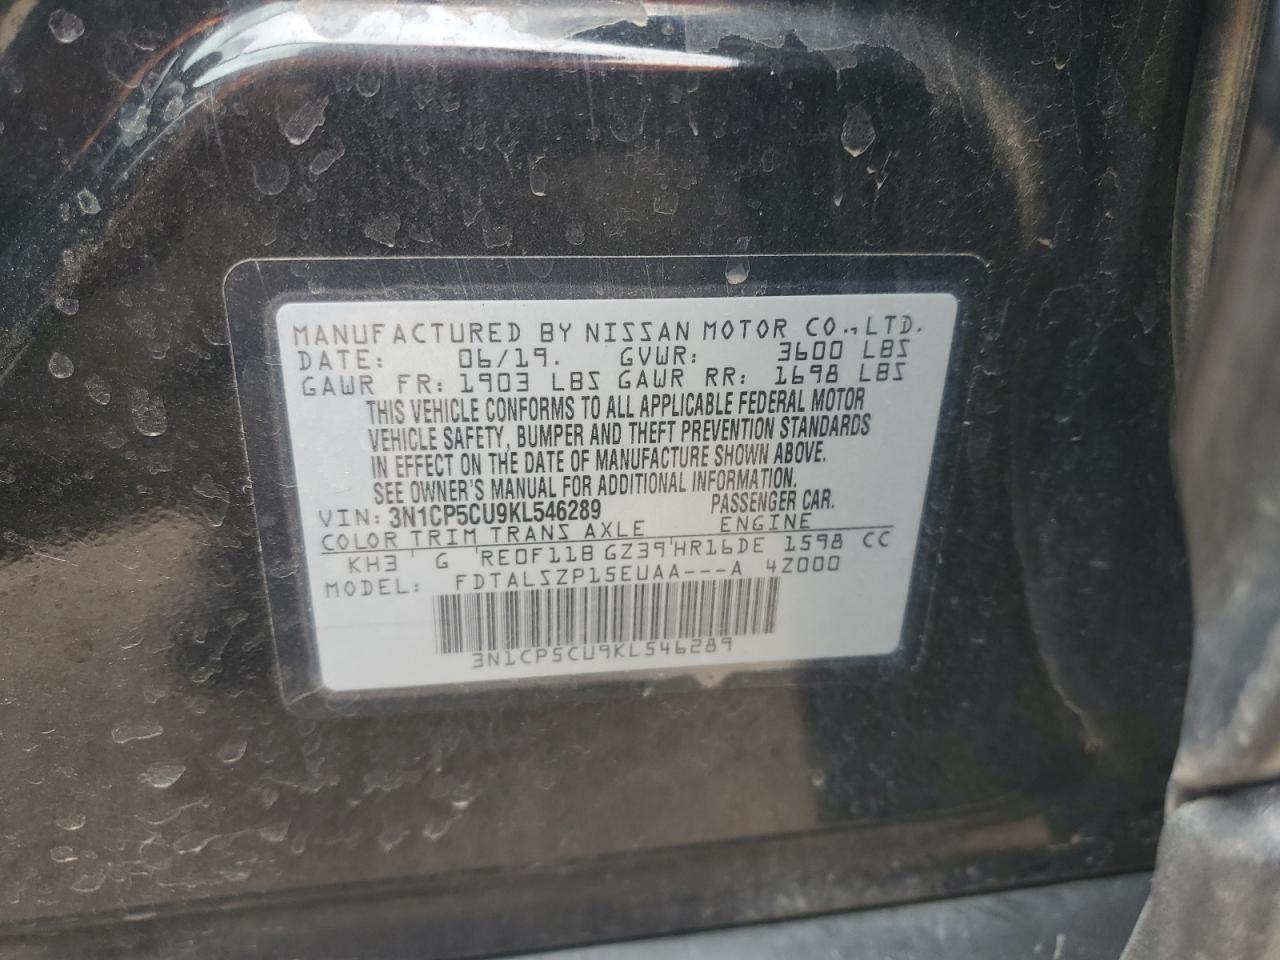 MANUFACTURED BY NISSAN MOTOR CO., LTD.
DATE: 06/19. GVWR: 3600 LBS
GAWR FR: 1903 LBS GAWR RR: 1698 LBS
THIS VEHICLE CONFORMS TO ALL APPLICABLE FEDERAL MOTOR
VEHICLE SAFETY, BUMPER AND THEFT PREVENTION STANDARDS
IN EFFECT ON THE DATE OF MANUFACTURE SHOWN ABOVE.
SEE OWNER'S MANUAL FOR ADDITIONAL INFORMATION.
VIN: 3N1CP5CU9KL546289 PASSENGER CAR.
COLOR TRIM TRANS AXLE ENGINE
KH3 G RE0F11B GZ39 HR16DE 1598 CC
MODEL: FDTALSZP15EUAA---A 4Z000
3N1CP5CU9KL546289